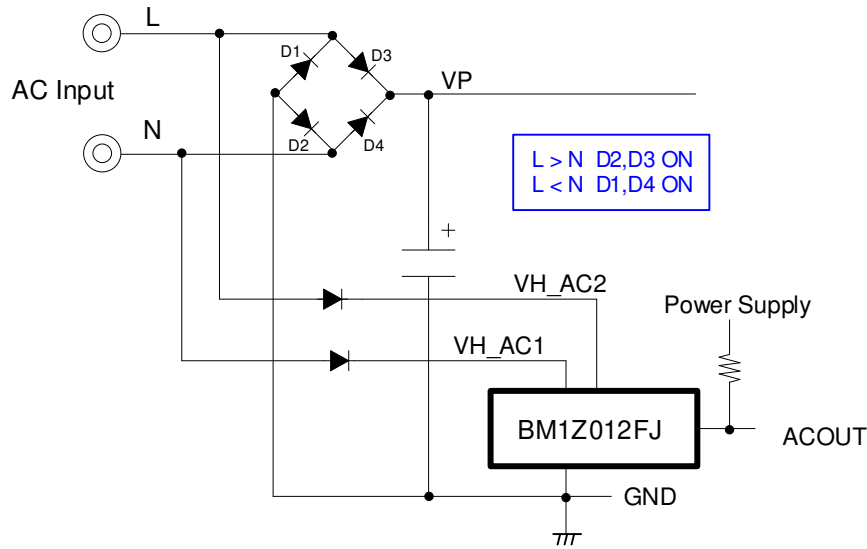 L
D1
D3
AC Input
VP
N
D2
D4
L > N D2,D3 ON
L < N D1,D4 ON
+
VH_AC2
Power Supply
VH_AC1
BM1Z012FJ
ACOUT
GND